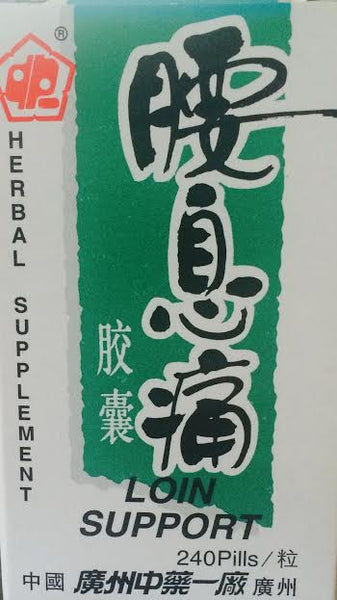 ®
HERBAL SUPPLEMENT
腰息痛
胶囊
LOIN
SUPPORT
240Pills/粒
中國 廣州中藥一廠 廣州